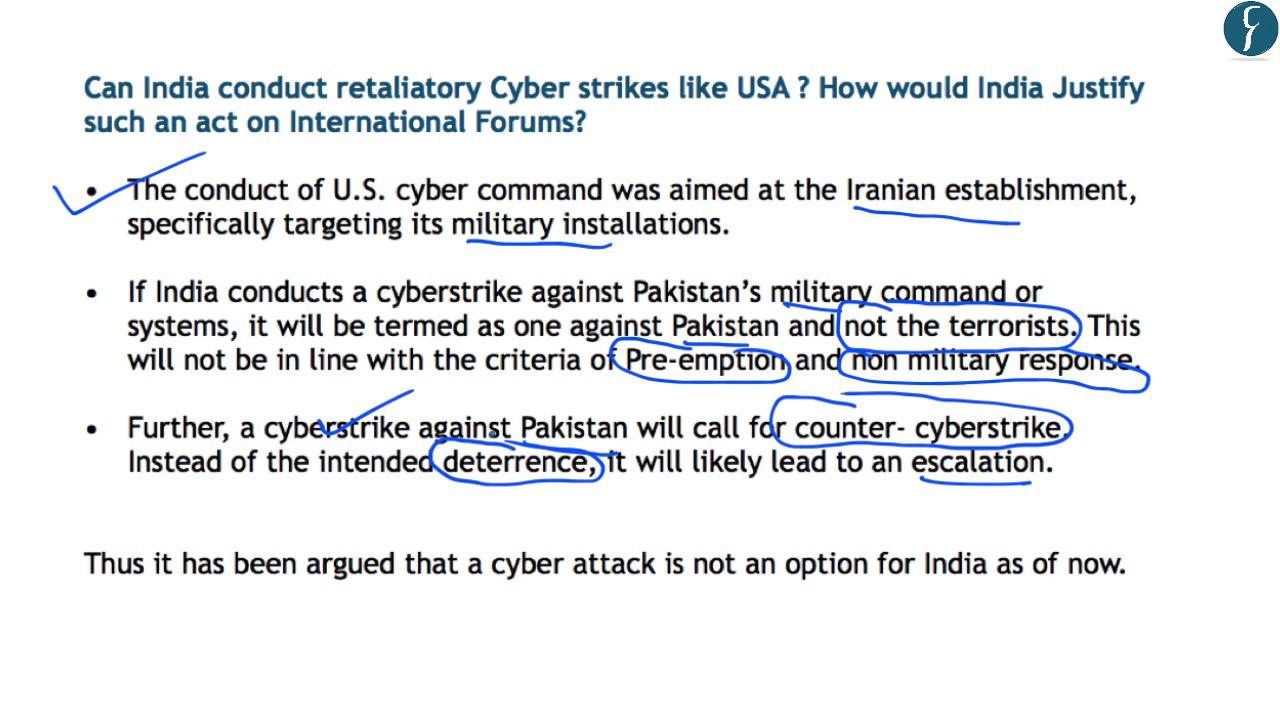 Can India conduct retaliatory Cyber strikes like USA ? How would India Justify
such an act on International Forums?
• The conduct of U.S. cyber command was aimed at the Iranian establishment,
specifically targeting its military installations.
• If India conducts a cyberstrike against Pakistan's military command or
systems, it will be termed as one against Pakistan and not the terrorists. This
will not be in line with the criteria of Pre-emption and non military response.
• Further, a cyberstrike against Pakistan will call for counter- cyberstrike.
Instead of the intended deterrence, it will likely lead to an escalation.
Thus it has been argued that a cyber attack is not an option for India as of now.